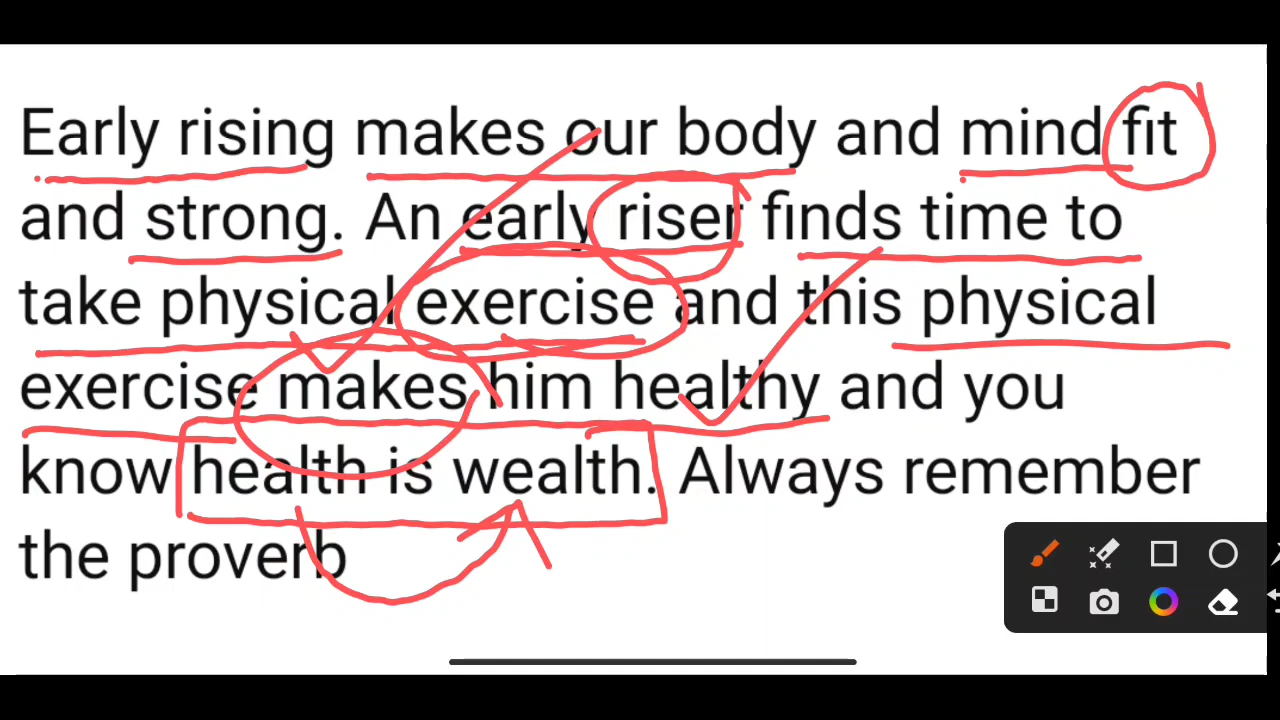 Early rising makes our body and mind fit
and strong. An early riser finds time to
take physical exercise and this physical
exercise makes him healthy and you
know health is wealth. Always remember
the proverb